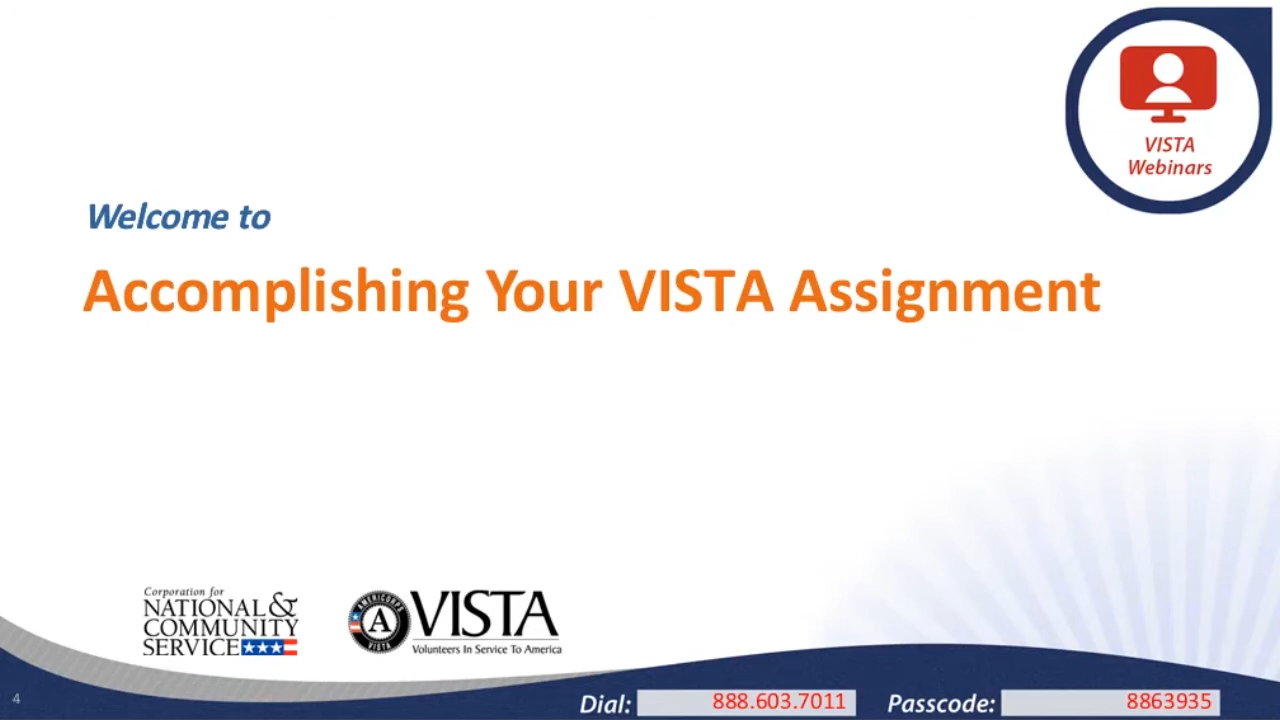 VISTA
Webinars
Welcome to
Accomplishing Your VISTA Assignment
Corporation for
NATIONAL &
COMMUNITY
SERVICE
AMERICORPS
A
VISTA
VISTA
Volunteers In Service To America
4
Dial: 888.603.7011 Passcode: 8863935